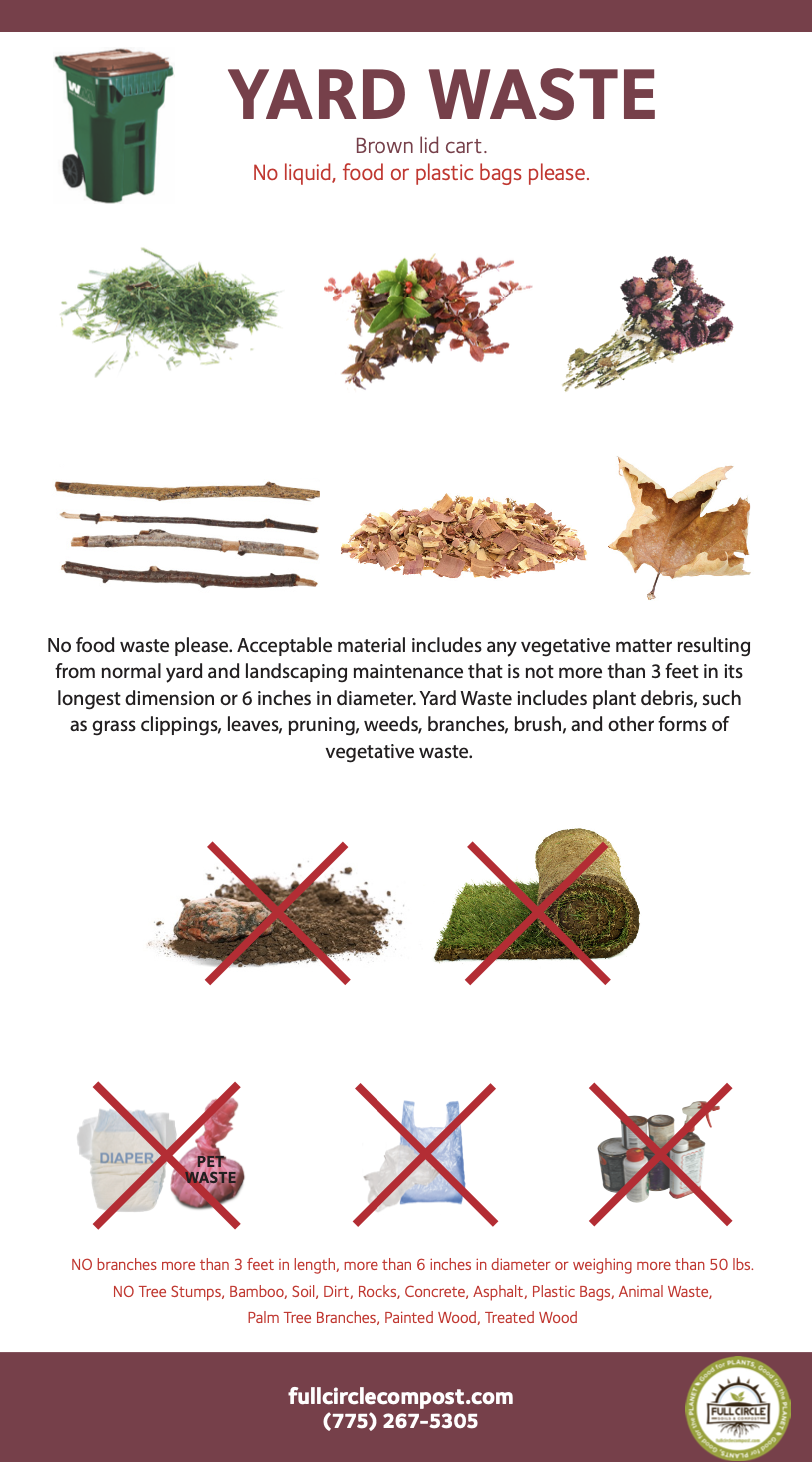 YARD WASTE
Brown lid cart.
No liquid, food or plastic bags please.
W
No food waste please. Acceptable material includes any vegetative matter resulting
from normal yard and landscaping maintenance that is not more than 3 feet in its
longest dimension or 6 inches in diameter. Yard Waste includes plant debris, such
as grass clippings, leaves, pruning, weeds, branches, brush, and other forms of
vegetative waste.
DIAPER
PET
WASTE
NO branches more than 3 feet in length, more than 6 inches in diameter or weighing more than 50 lbs.
NO Tree Stumps, Bamboo, Soil, Dirt, Rocks, Concrete, Asphalt, Plastic Bags, Animal Waste,
Palm Tree Branches, Painted Wood, Treated Wood
fullcirclecompost.com
(775) 267-5305
Good for PLANTS, Good for the PLANET
FULL CIRCLE
SOILS & COMPOST
fullcirclecompost.com